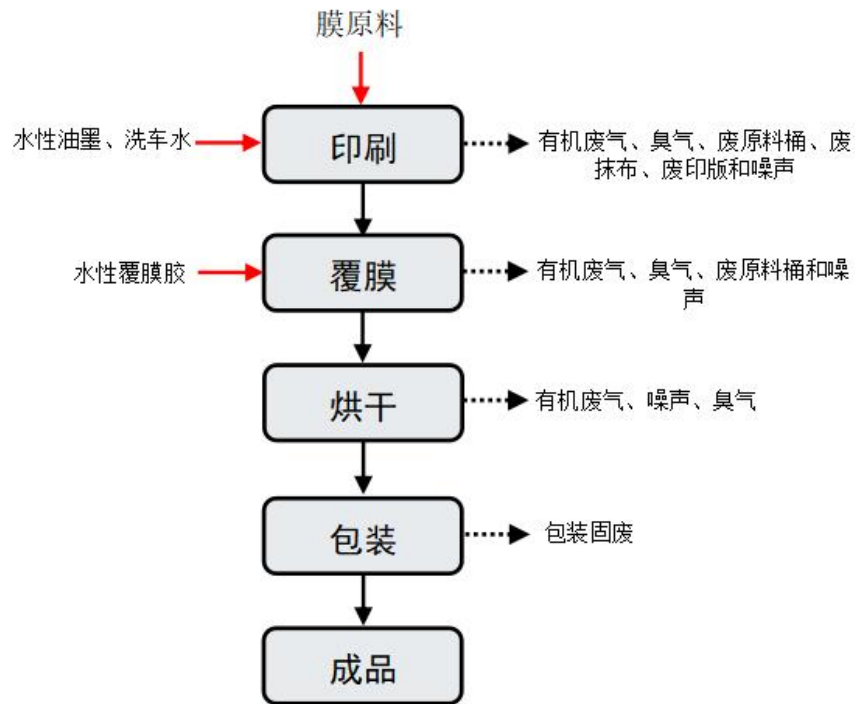 膜原料
水性油墨、洗车水
印刷
有机废气、臭气、废原料桶、废
抹布、废印版和噪声
水性覆膜胶
覆膜
有机废气、臭气、废原料桶和噪
声
烘干
有机废气、噪声、臭气
包装
包装固废
成品